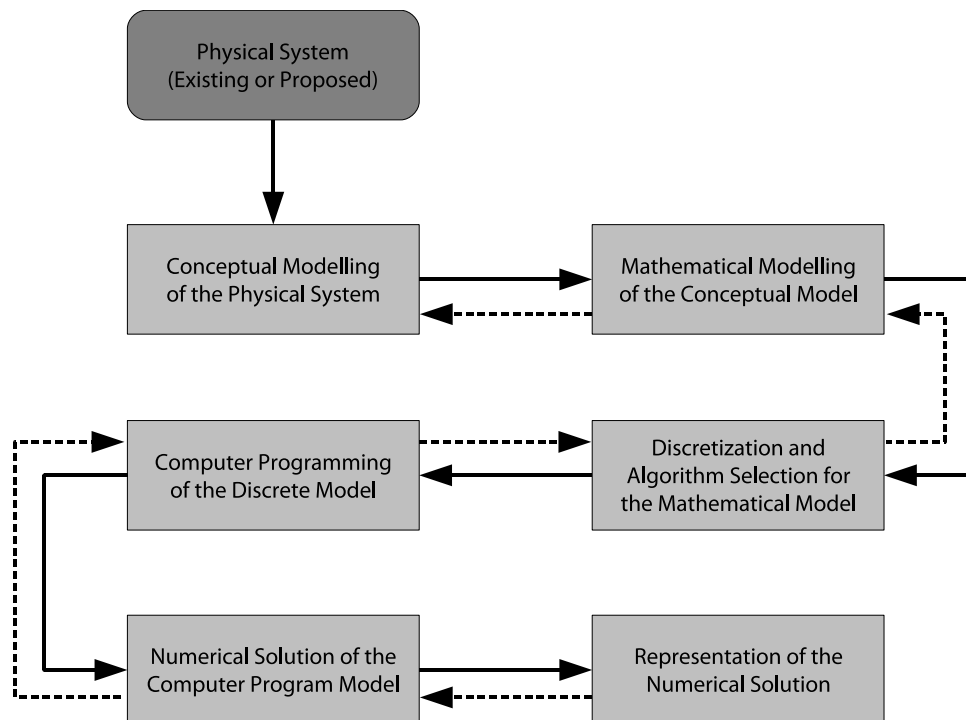 Physical System
(Existing or Proposed)
Conceptual Modelling
of the Physical System
Mathematical Modelling
of the Conceptual Model
Computer Programming
of the Discrete Model
Discretization and
Algorithm Selection for
the Mathematical Model
Numerical Solution of the
Computer Program Model
Representation of the
Numerical Solution